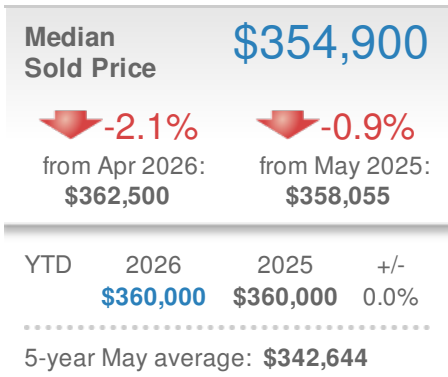 Median $354,900
Sold Price
-2.1% -0.9%
from Apr 2026: from May 2025:
$362,500 $358,055
YTD 2026 2025 +/-
$360,000 $360,000 0.0%
5-year May average: $342,644